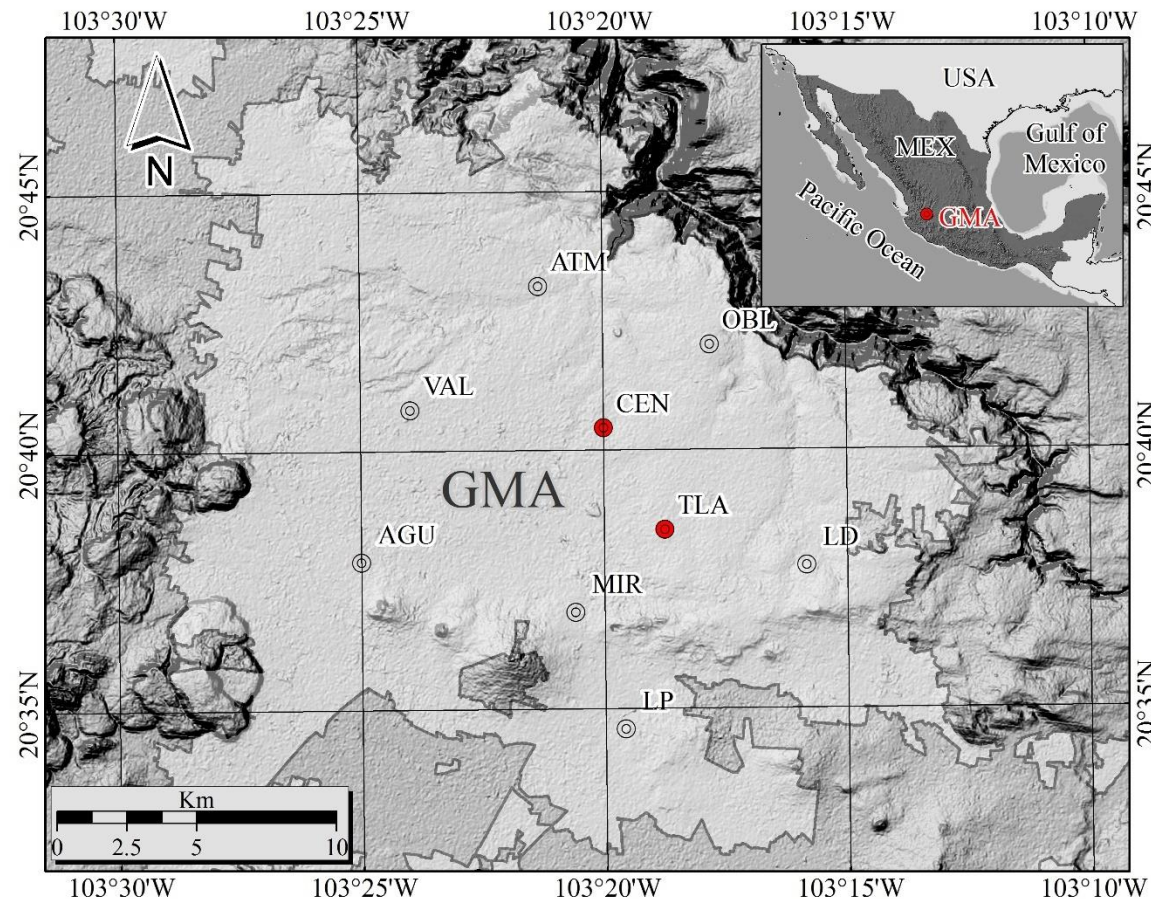 103°30'W 103°25'W 103°20'W 103°15'W 103°10'W
N
USA
MEX
Gulf of
Mexico
GMA
Pacific Ocean
20°45'N
20°45'N
ATM
OBL
VAL
CEN
20°40'N
20°40'N
GMA
TLA
AGU
LD
MIR
20°35'N
20°35'N
LP
Km
0 2.5 5 10
103°30'W 103°25'W 103°20'W 103°15'W 103°10'W